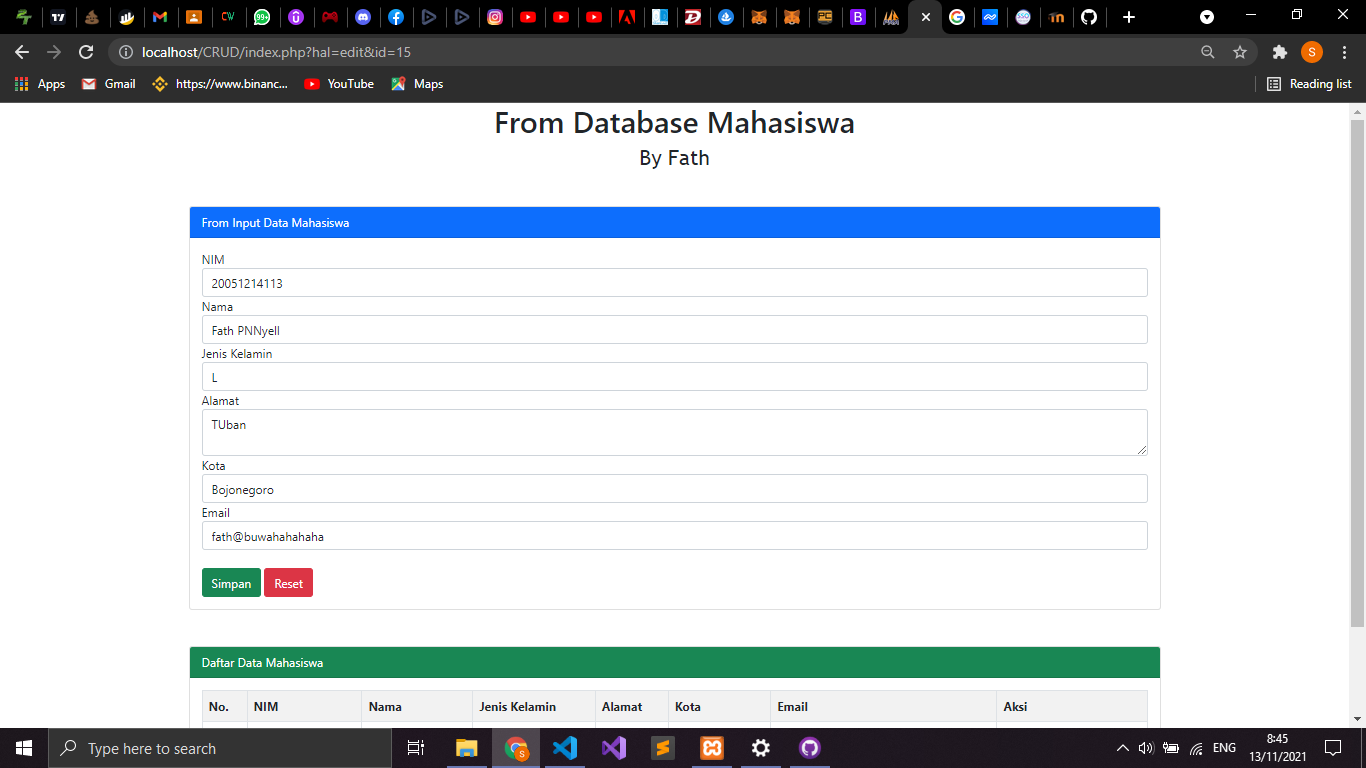 CW
99+
localhost/CRUD/index.php?hal=edit&id=15
S
Apps
Gmail
https://www.binanc...
YouTube
Maps
Reading list
From Database Mahasiswa
By Fath
From Input Data Mahasiswa
NIM
20051214113
Nama
Fath PNNyell
Jenis Kelamin
L
Alamat
TUban
Kota
Bojonegoro
Email
fath@buwahahahaha
Simpan Reset
Daftar Data Mahasiswa
No. NIM Nama Jenis Kelamin Alamat Kota Email Aksi
Type here to search
ENG
8:45
13/11/2021